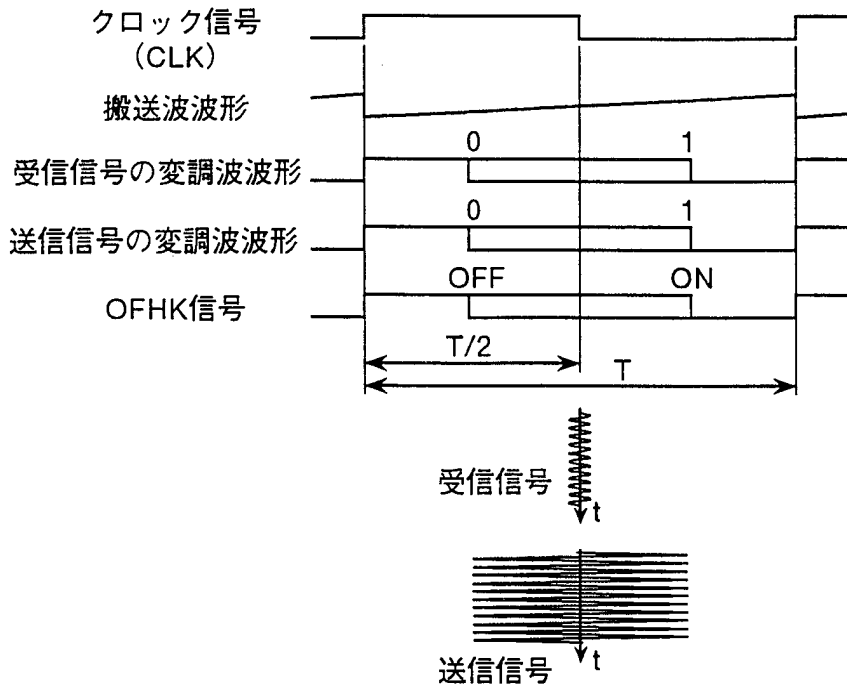 クロック信号
（CLK）
搬送波波形
0 1
受信信号の変調波波形
0 1
送信信号の変調波波形
OFF ON
OFHK信号
T/2
T
受信信号
t
送信信号
t